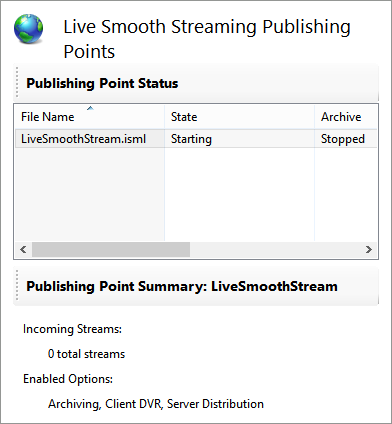 Live Smooth Streaming Publishing
Points
Publishing Point Status
File Name State Archive
LiveSmoothStream.isml Starting Stopped
Publishing Point Summary: LiveSmoothStream
Incoming Streams:
0 total streams
Enabled Options:
Archiving, Client DVR, Server Distribution